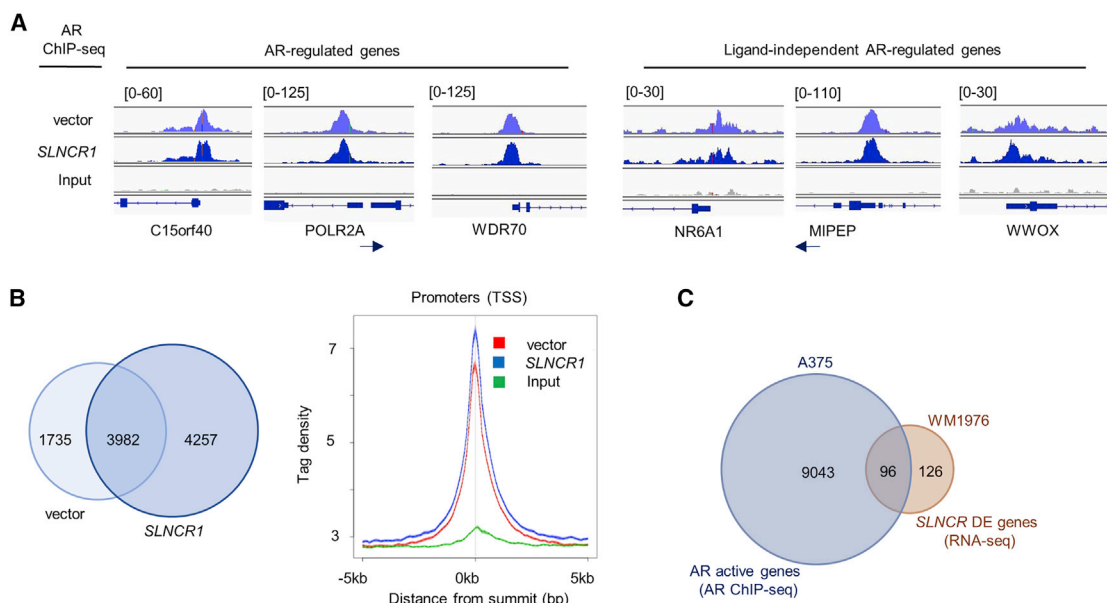 A
AR
ChIP-seq
AR-regulated genes
Ligand-independent AR-regulated genes
[0-60] [0-125] [0-125] [0-30] [0-110] [0-30]
vector
SLNCR1
Input
C15orf40 POLR2A WDR70 NR6A1 MIPEP WWOX
B
1735 3982 4257
vector
SLNCR1
Promoters (TSS)
7
5
3
Tag density
vector
SLNCR1
Input
-5kb 0kb 5kb
Distance from summit (bp)
C
A375
WM1976
9043 96 126
SLNCR DE genes
(RNA-seq)
AR active genes
(AR ChIP-seq)